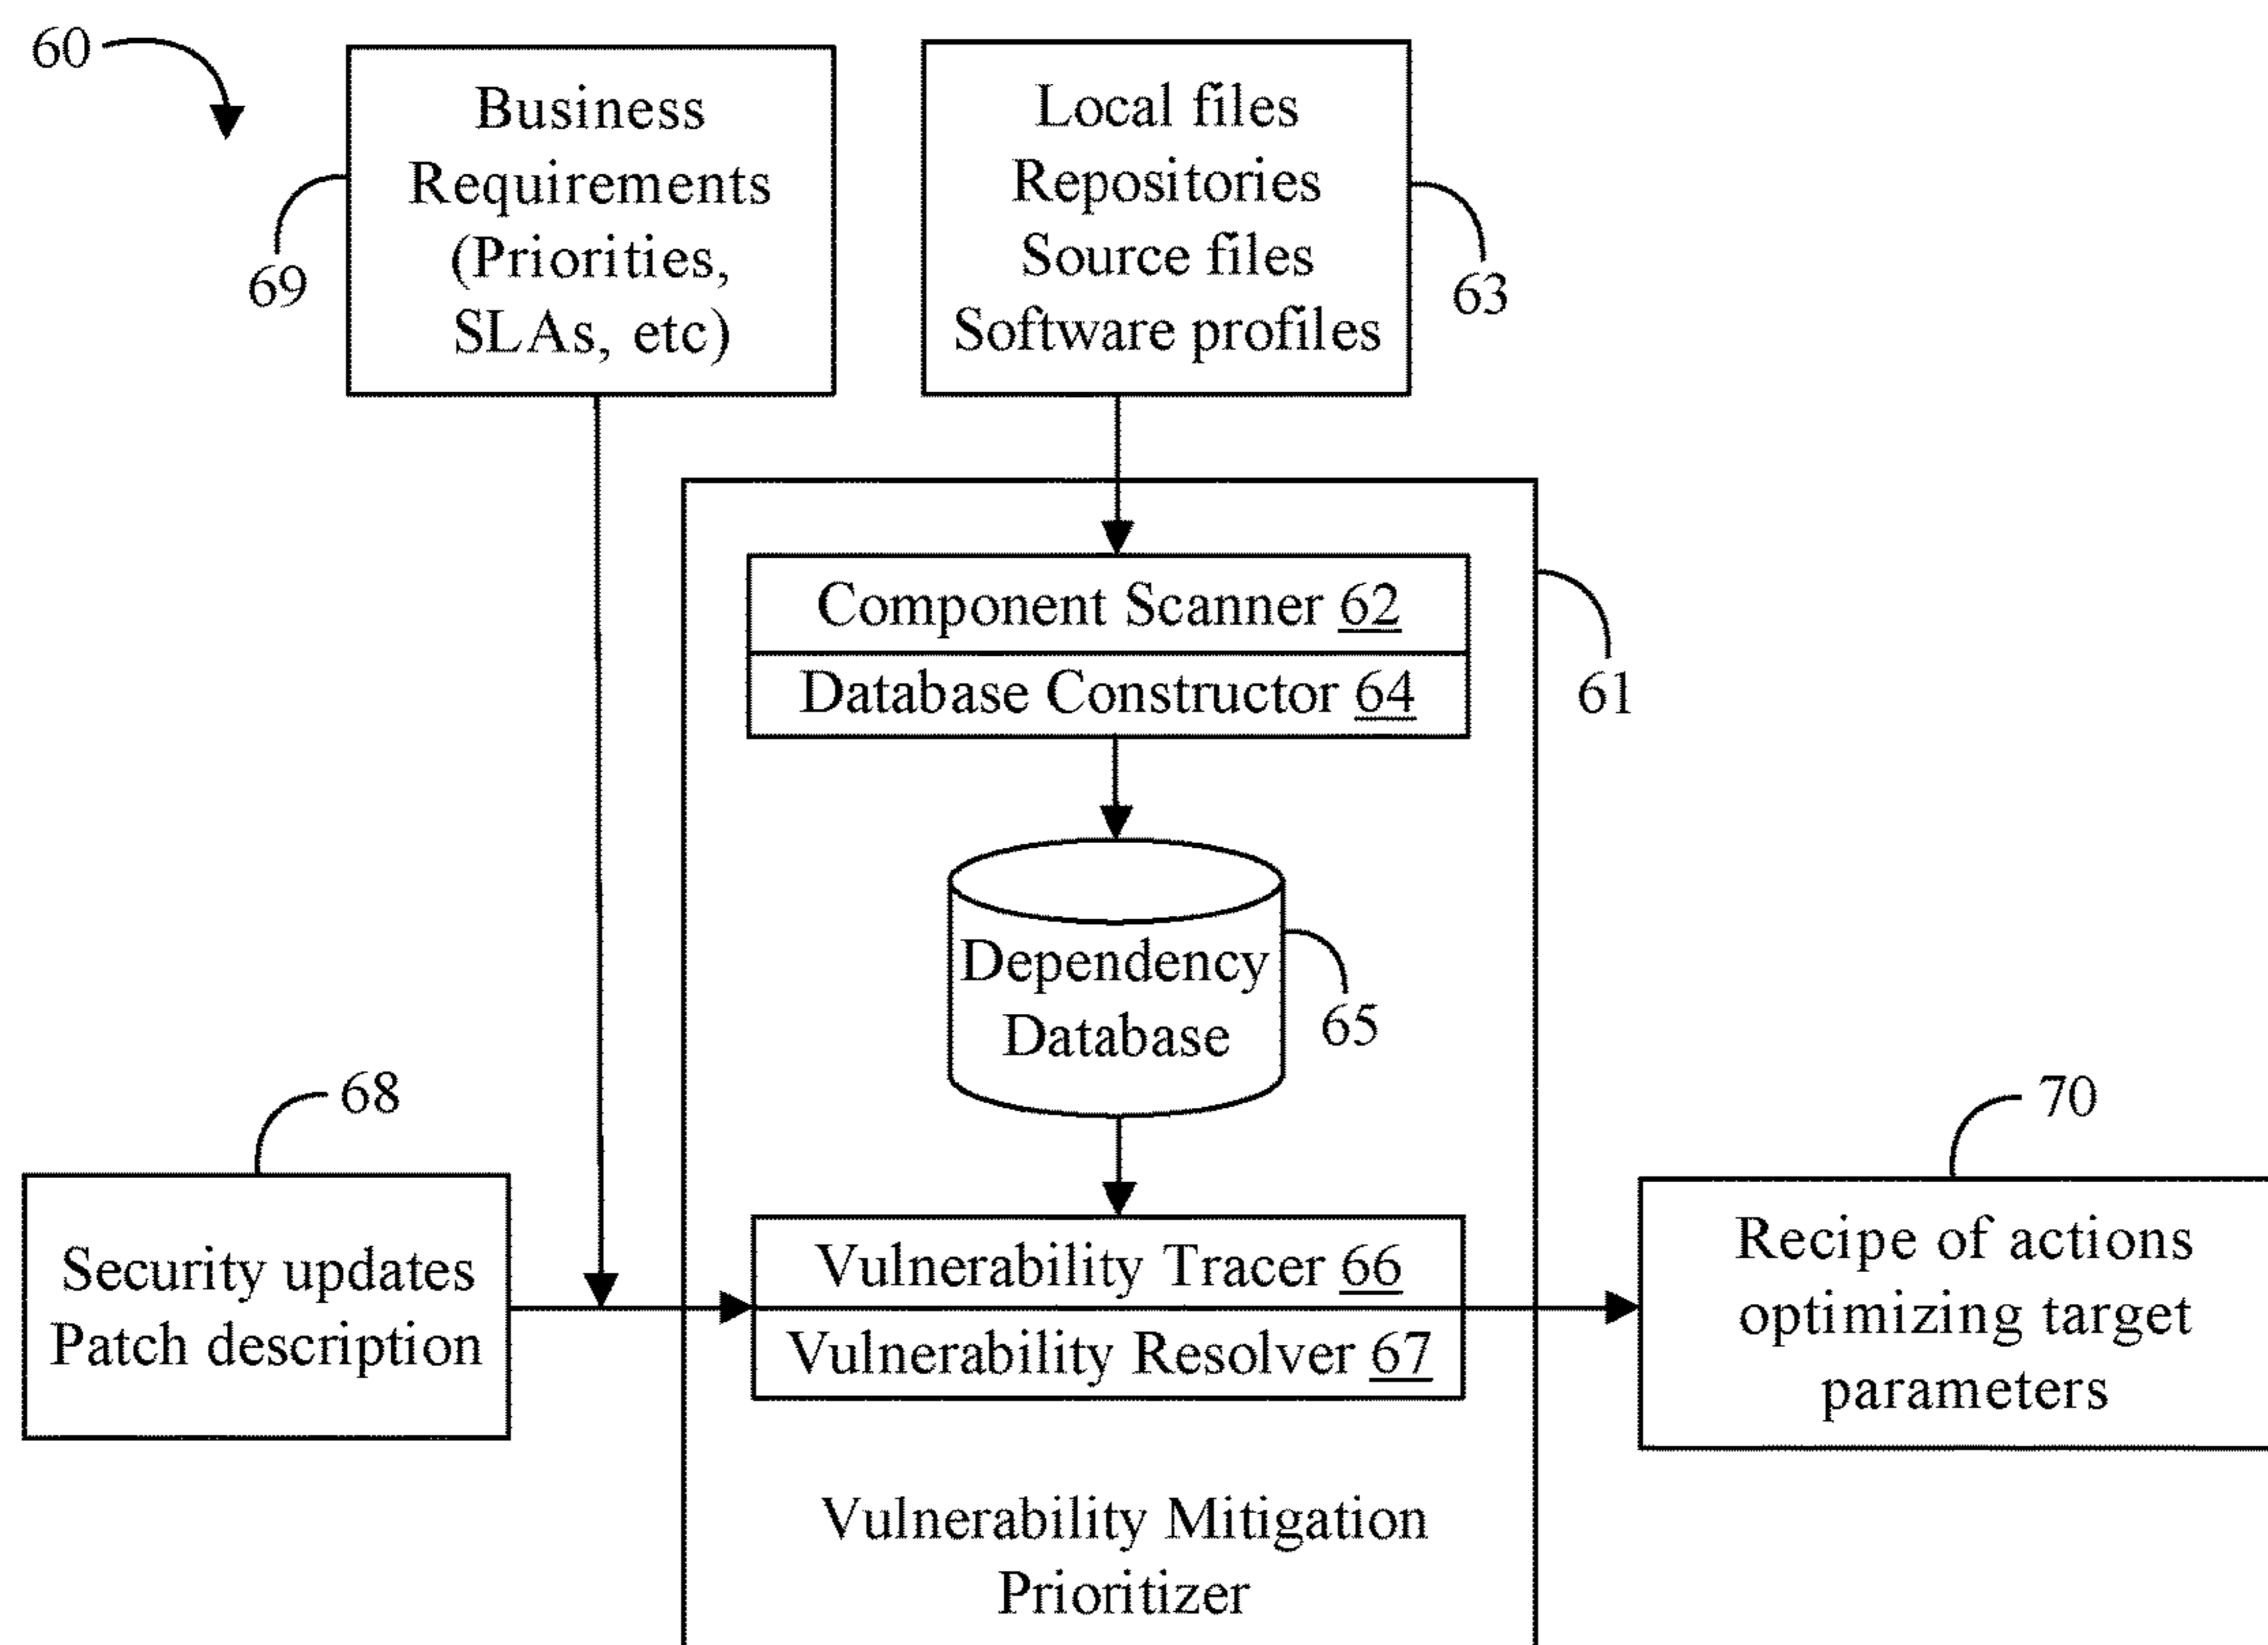 60
Business
Requirements
(Priorities,
SLAs, etc)
69
Local files
Repositories
Source files
Software profiles
63
Component Scanner 62
Database Constructor 64
61
Dependency
Database
65
68
Security updates
Patch description
Vulnerability Tracer 66
Vulnerability Resolver 67
70
Recipe of actions
optimizing target
parameters
Vulnerability Mitigation
Prioritizer